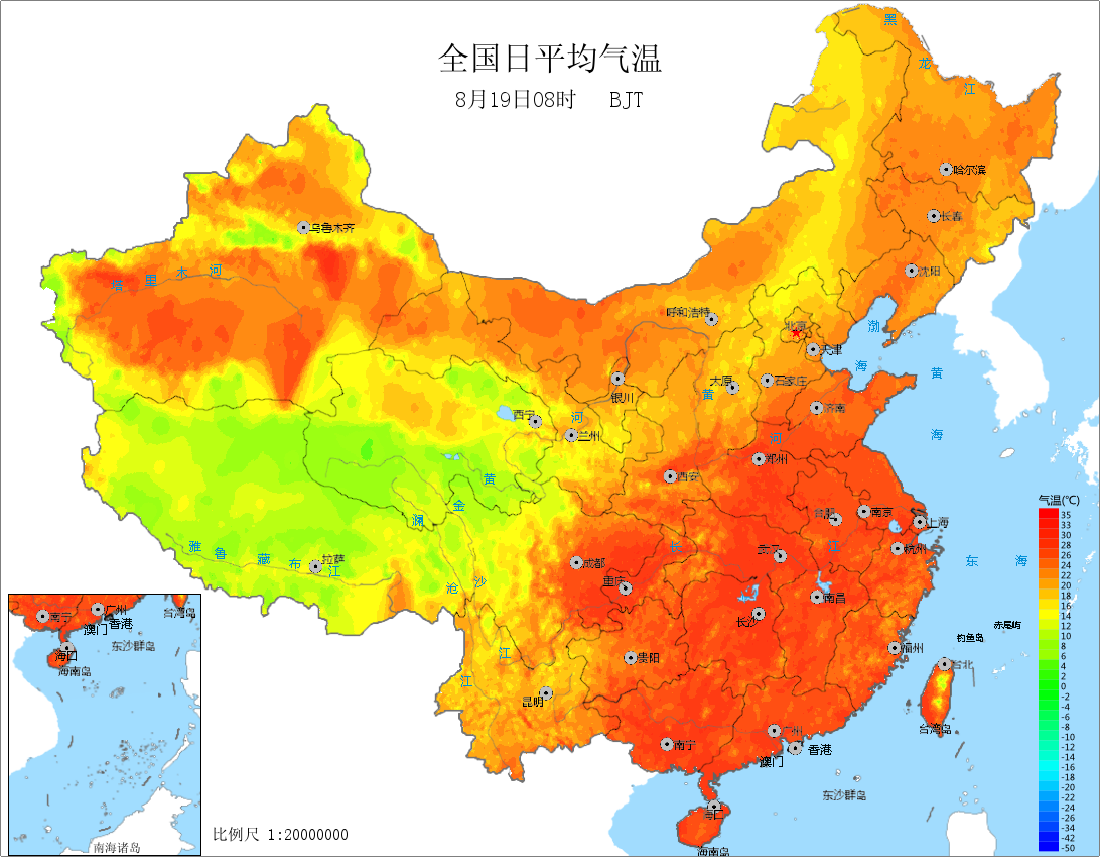 全国日平均气温
8月19日08时 BJT
黑
龙
江
哈尔滨
长春
乌鲁木齐
塔 里 木 河
沈阳
呼和浩特
北京
渤
海
天津
太原
石家庄
黄
海
银川
黄
济南
西宁
河
兰州
河
郑州
西安
黄
金
澜
气温(℃)
35
33
30
28
26
24
22
20
18
16
14
12
10
8
6
4
2
0
-2
-4
-6
-8
-10
-12
-14
-16
-18
-20
-22
-24
-26
-34
-42
-50
合肥
南京
上海
雅 鲁 藏 布 江
拉萨
长
江
杭州
东 海
成都
重庆
沧
沙
南昌
长沙
江
江
贵阳
福州
钓鱼岛
赤尾屿
台北
昆明
台湾岛
南宁
广州
香港
澳门
东沙群岛
海口
海南岛
南宁
广州
香港
澳门
台湾岛
东沙群岛
海口
海南岛
南海诸岛
比例尺 1:20000000